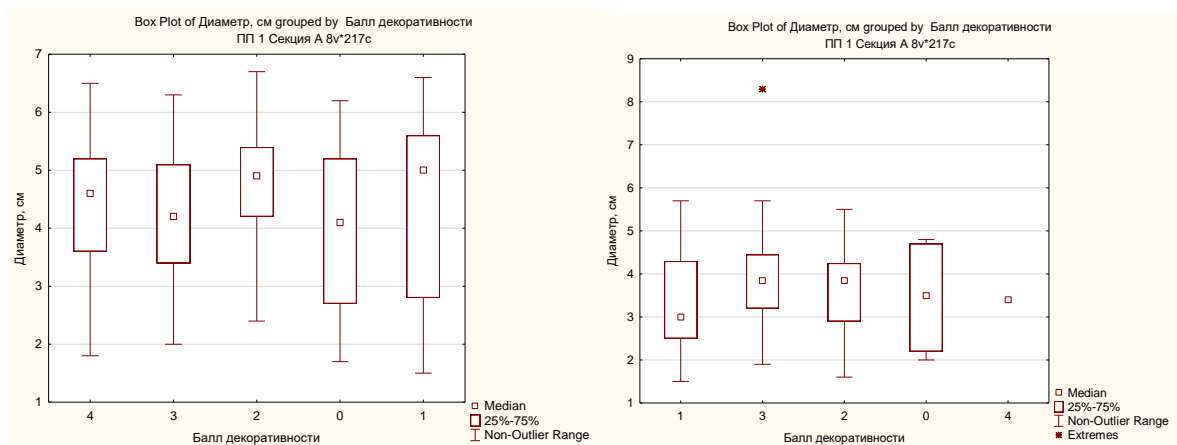 Box Plot of Диаметр, см grouped by Балл декоративности
ПП 1 Секция А 8v*217с
7
6
5
4
3
2
1
Диаметр, см
4 3 2 0 1
Балл декоративности
Median
25%-75%
Non-Outlier Range
Box Plot of Диаметр, см grouped by Балл декоративности
ПП 1 Секция А 8v*217с
9
8
7
6
5
4
3
2
1
Диаметр, см
1 3 2 0 4
Балл декоративности
Median
25%-75%
Non-Outlier Range
Extremes